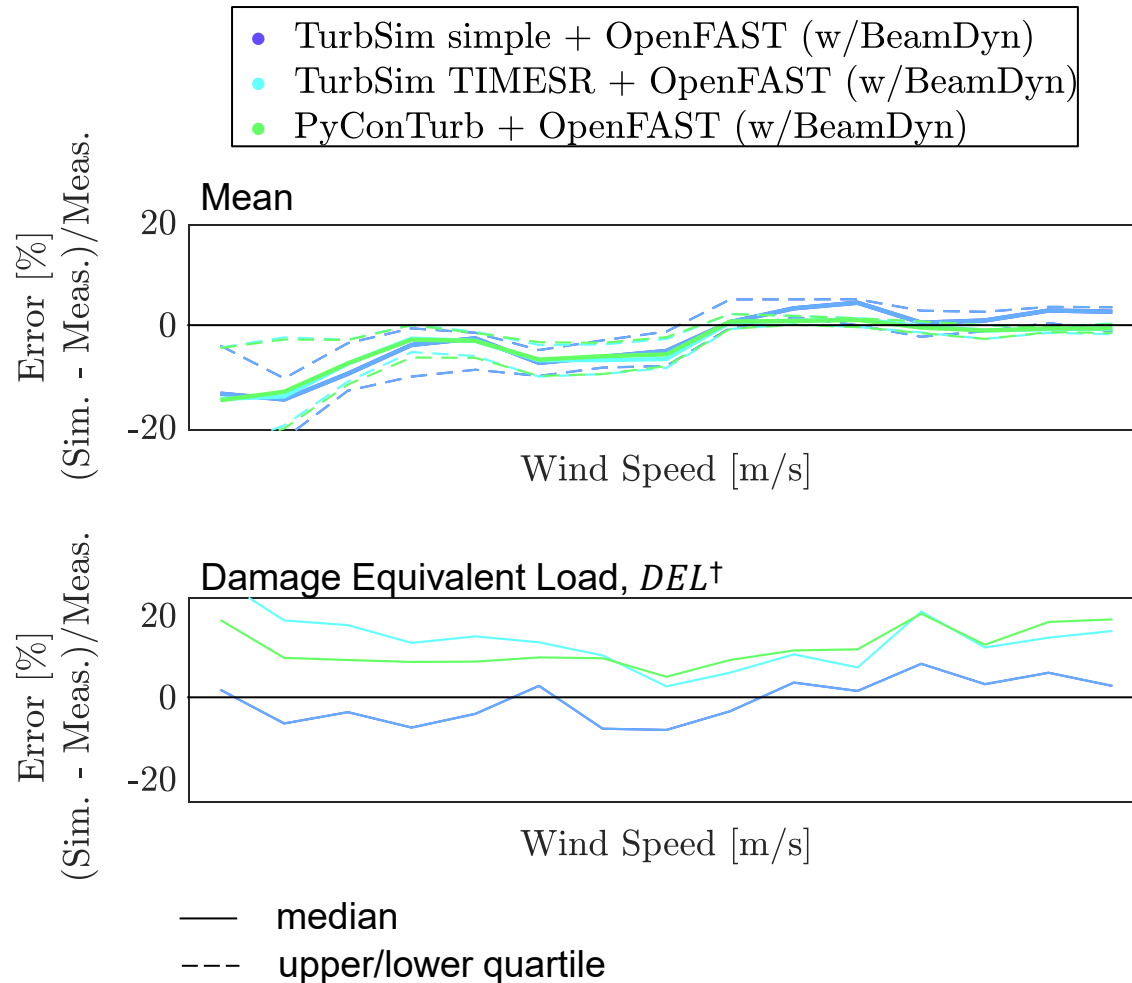 TurbSim simple + OpenFAST (w/BeamDyn)
TurbSim TIMESR + OpenFAST (w/BeamDyn)
PyConTurb + OpenFAST (w/BeamDyn)
Mean
Error [%]
(Sim. - Meas.)/Meas.
20
0
-20
Wind Speed [m/s]
Damage Equivalent Load, DEL†
Error [%]
(Sim. - Meas.)/Meas.
20
0
-20
Wind Speed [m/s]
median
upper/lower quartile